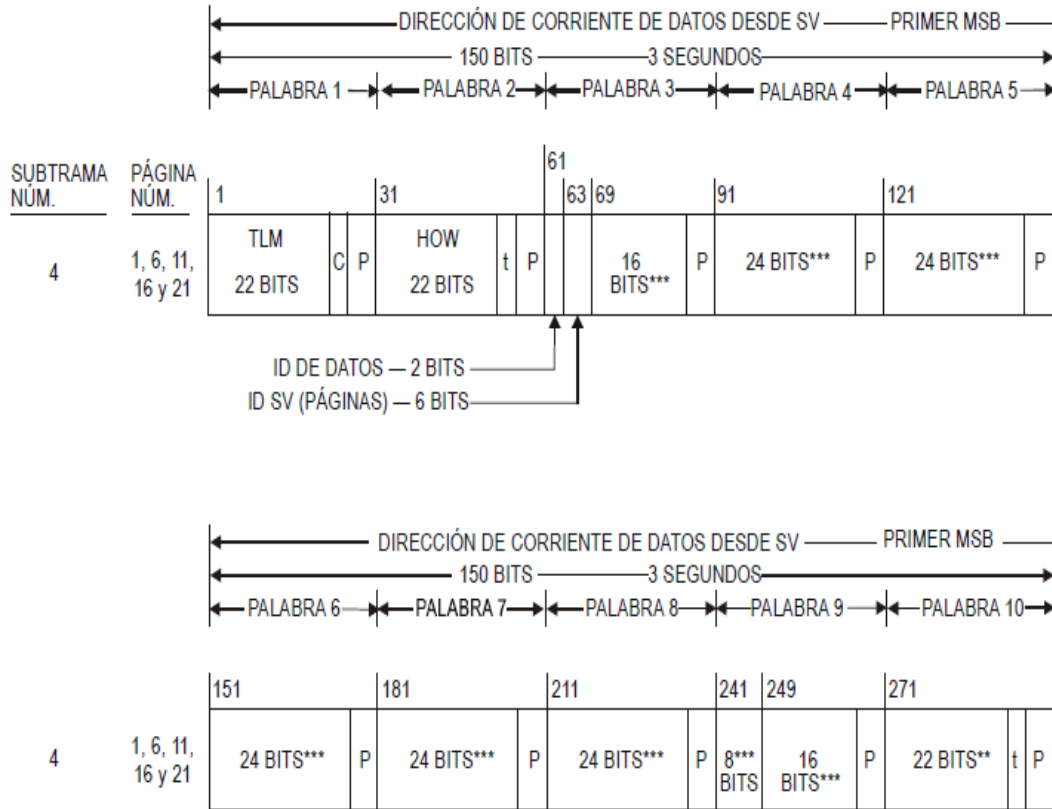 DIRECCIÓN DE CORRIENTE DE DATOS DESDE SV PRIMER MSB
150 BITS 3 SEGUNDOS
PALABRA 1 PALABRA 2 PALABRA 3 PALABRA 4 PALABRA 5
SUBTRAMA NÚM.
PÁGINA NÚM.
1 31 61 63 69 91 121
4
1, 6, 11,
16 y 21
TLM
22 BITS
C P
HOW
22 BITS
t P
16
BITS***
P
24 BITS***
P
24 BITS***
P
ID DE DATOS — 2 BITS
ID SV (PÁGINAS) — 6 BITS
DIRECCIÓN DE CORRIENTE DE DATOS DESDE SV PRIMER MSB
150 BITS 3 SEGUNDOS
PALABRA 6 PALABRA 7 PALABRA 8 PALABRA 9 PALABRA 10
151 181 211 241 249 271
4
1, 6, 11,
16 y 21
24 BITS***
P
24 BITS***
P
24 BITS***
P
8***
BITS
16
BITS***
P
22 BITS**
t P